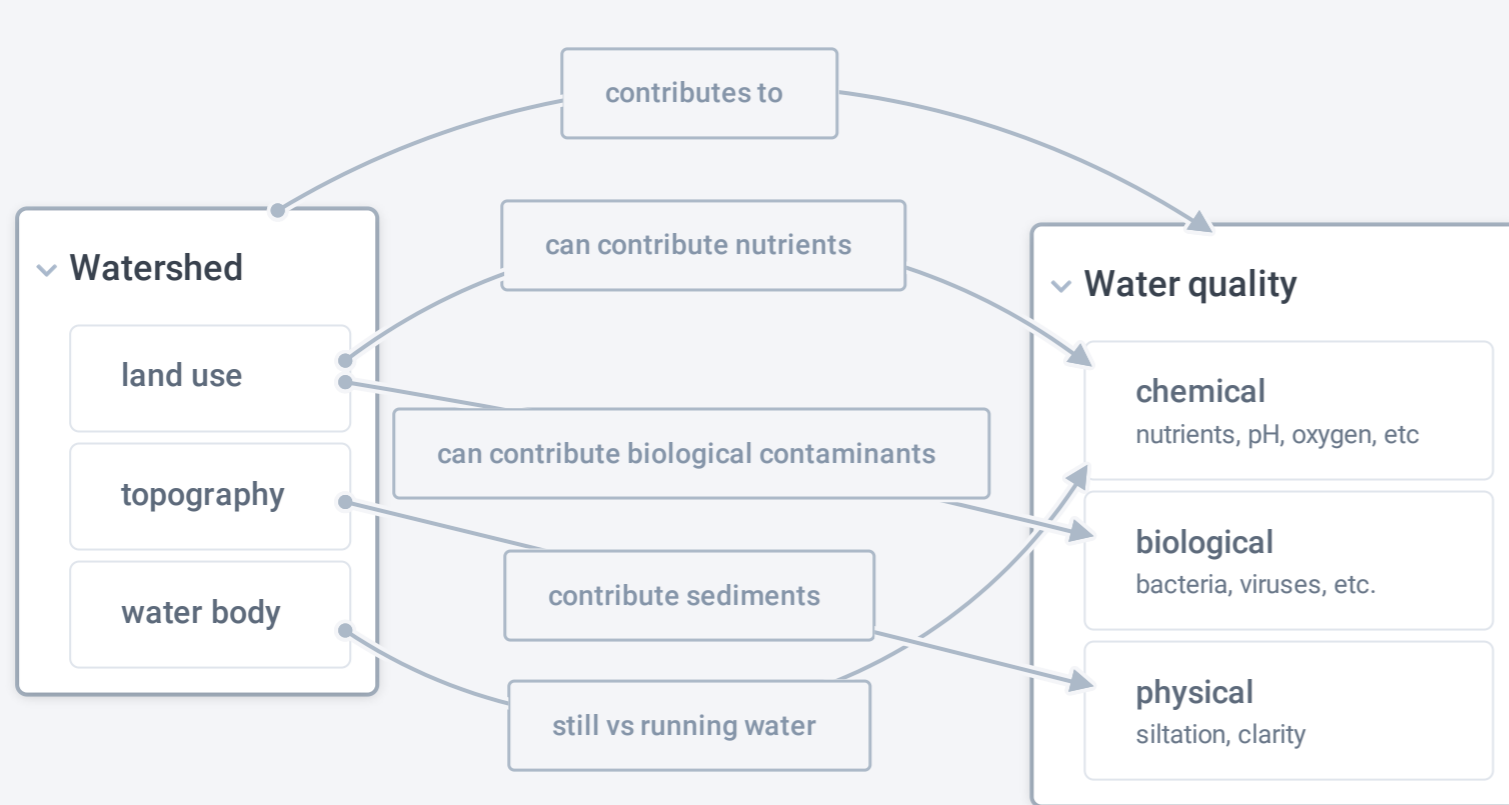 contributes to
can contribute nutrients
Watershed
Water quality
land use
chemical
nutrients, pH, oxygen, etc
can contribute biological contaminants
topography
biological
bacteria, viruses, etc.
contribute sediments
water body
physical
siltation, clarity
still vs running water